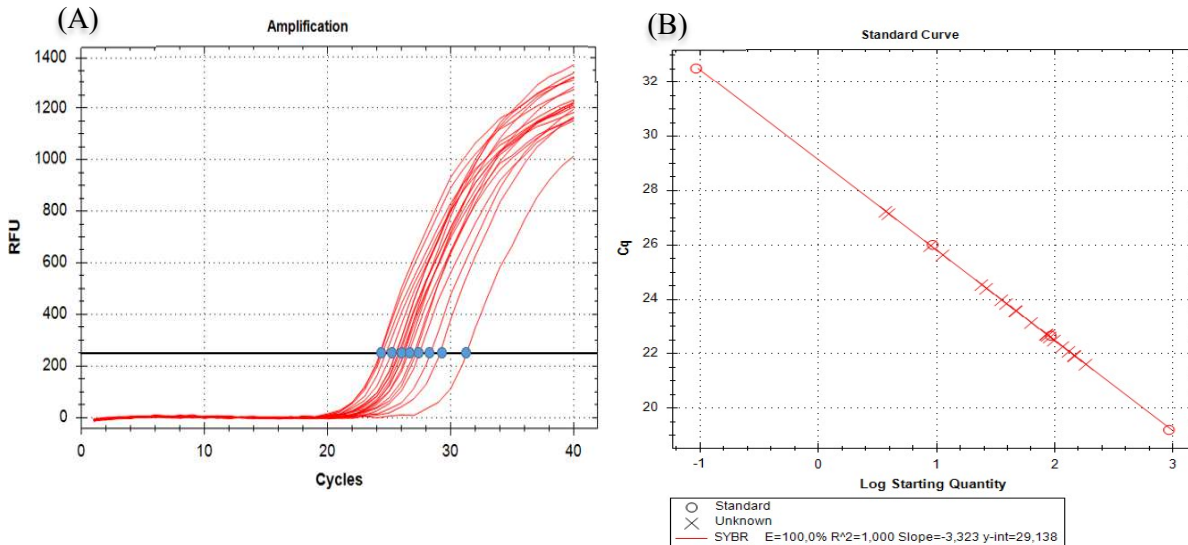 (A)
Amplification
1400
1200
1000
800
600
400
200
0
RFU
0 10 20 30 40
Cycles
(B)
Standard Curve
32
30
28
26
24
22
20
Cq
-1 0 1 2 3
Log Starting Quantity
Standard
Unknown
SYBR E=100,0% R^2=1,000 Slope=-3,323 y-int=29,138